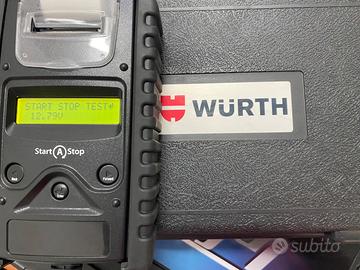 START STOP TEST
12.79V
Start A Stop
WÜRTH
subito